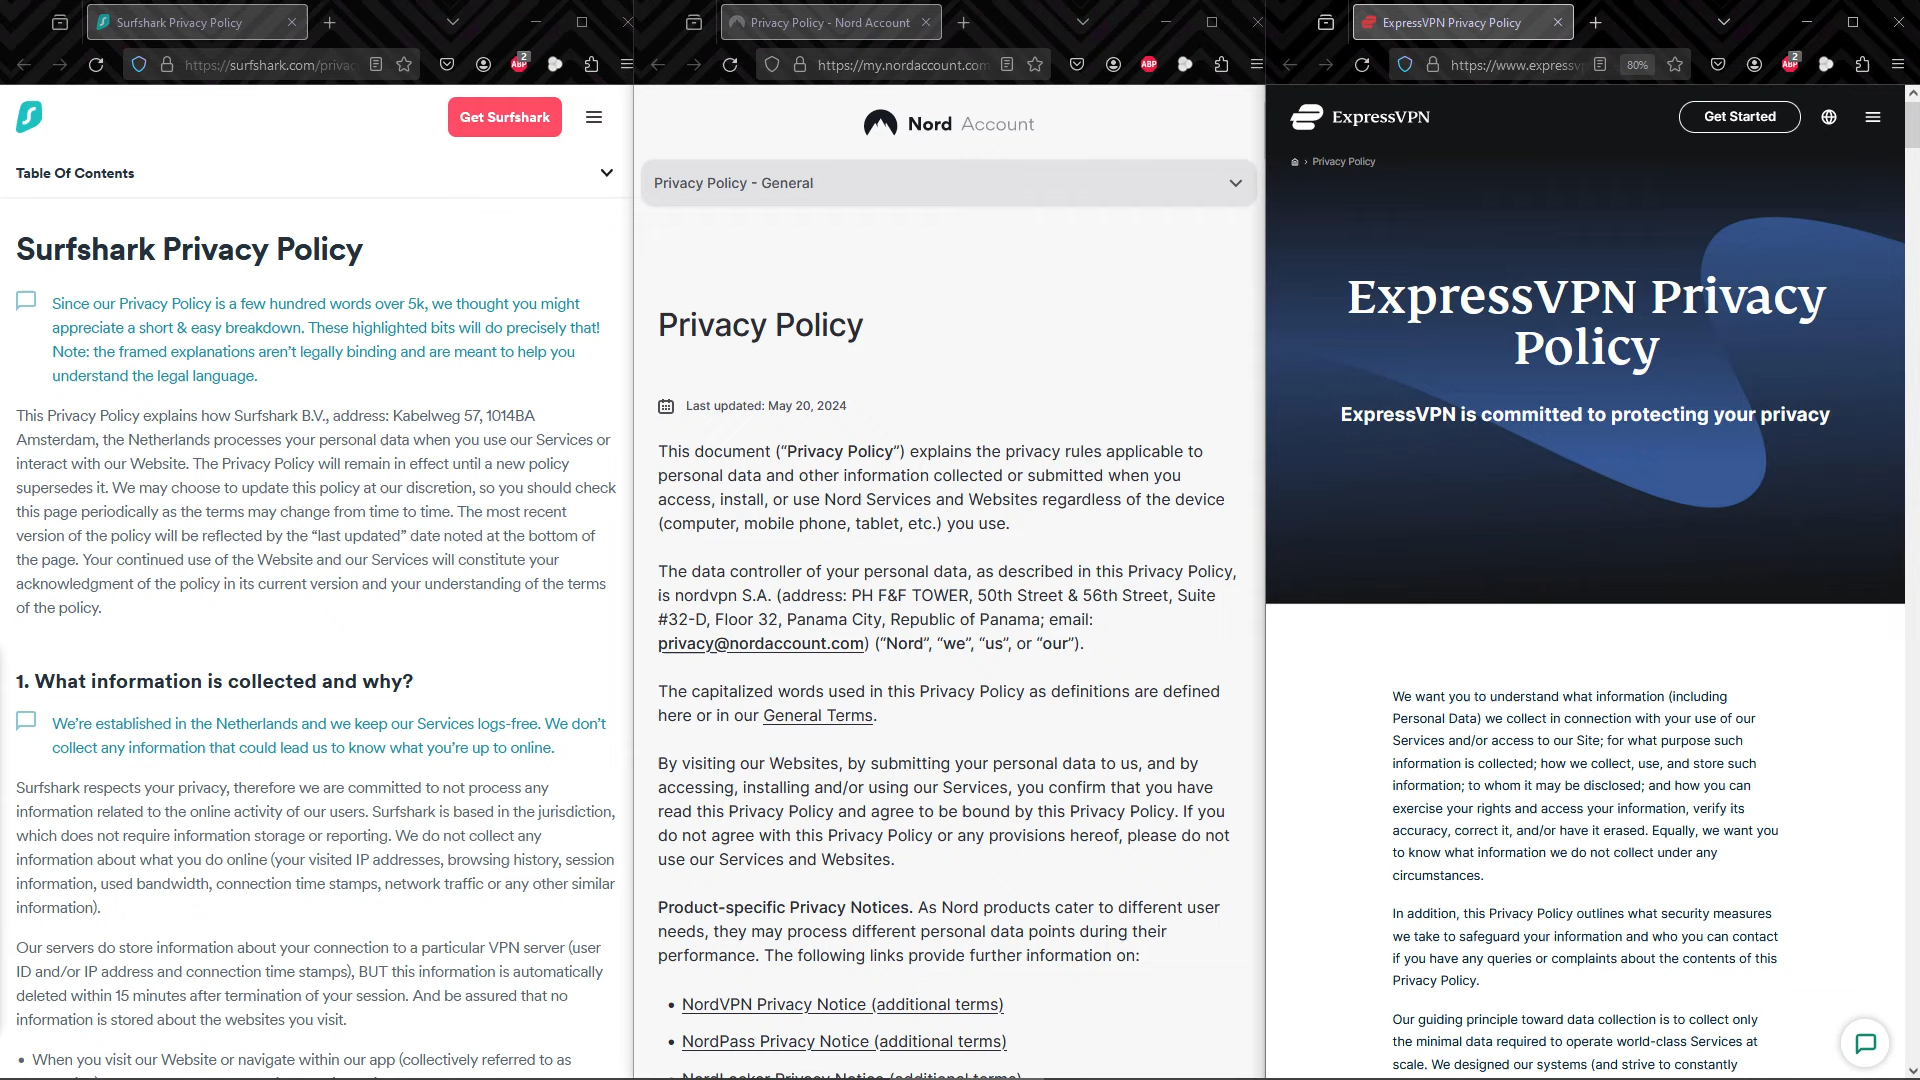 Surfshark Privacy Policy
https://surfshark.com/privac
2
Get Surfshark
Table Of Contents
Surfshark Privacy Policy
Since our Privacy Policy is a few hundred words over 5k, we thought you might
appreciate a short & easy breakdown. These highlighted bits will do precisely that!
Note: the framed explanations aren't legally binding and are meant to help you
understand the legal language.
This Privacy Policy explains how Surfshark B.V., address: Kabelweg 57, 1014BA
Amsterdam, the Netherlands processes your personal data when you use our Services or
interact with our Website. The Privacy Policy will remain in effect until a new policy
supersedes it. We may choose to update this policy at our discretion, so you should check
this page periodically as the terms may change from time to time. The most recent
version of the policy will be reflected by the “last updated” date noted at the bottom of
the page. Your continued use of the Website and our Services will constitute your
acknowledgment of the policy in its current version and your understanding of the terms
of the policy.
1. What information is collected and why?
We're established in the Netherlands and we keep our Services logs-free. We don't
collect any information that could lead us to know what you're up to online.
Surfshark respects your privacy, therefore we are committed to not process any
information related to the online activity of our users. Surfshark is based in the jurisdiction,
which does not require information storage or reporting. We do not collect any
information about what you do online (your visited IP addresses, browsing history, session
information, used bandwidth, connection time stamps, network traffic or any other similar
information).
Our servers do store information about your connection to a particular VPN server (user
ID and/or IP address and connection time stamps), BUT this information is automatically
deleted within 15 minutes after termination of your session. And be assured that no
information is stored about the websites you visit.
• When you visit our Website or navigate within our app (collectively referred to as
Privacy Policy - Nord Account
https://my.nordaccount.com
ABP
Nord Account
Privacy Policy - General
Privacy Policy
Last updated: May 20, 2024
This document (“Privacy Policy”) explains the privacy rules applicable to
personal data and other information collected or submitted when you
access, install, or use Nord Services and Websites regardless of the device
(computer, mobile phone, tablet, etc.) you use.
The data controller of your personal data, as described in this Privacy Policy,
is nordvpn S.A. (address: PH F&F TOWER, 50th Street & 56th Street, Suite
#32-D, Floor 32, Panama City, Republic of Panama; email:
privacy@nordaccount.com) (“Nord”, “we”, “us”, or “our”).
The capitalized words used in this Privacy Policy as definitions are defined
here or in our General Terms.
By visiting our Websites, by submitting your personal data to us, and by
accessing, installing and/or using our Services, you confirm that you have
read this Privacy Policy and agree to be bound by this Privacy Policy. If you
do not agree with this Privacy Policy or any provisions hereof, please do not
use our Services and Websites.
Product-specific Privacy Notices. As Nord products cater to different user
needs, they may process different personal data points during their
performance. The following links provide further information on:
• NordVPN Privacy Notice (additional terms)
• NordPass Privacy Notice (additional terms)
NordLocker Privacy Notice (additional terms)
ExpressVPN Privacy Policy
https://www.expressv
80%
2
ExpressVPN
Get Started
› Privacy Policy
ExpressVPN Privacy
Policy
ExpressVPN is committed to protecting your privacy
We want you to understand what information (including
Personal Data) we collect in connection with your use of our
Services and/or access to our Site; for what purpose such
information is collected; how we collect, use, and store such
information; to whom it may be disclosed; and how you can
exercise your rights and access your information, verify its
accuracy, correct it, and/or have it erased. Equally, we want you
to know what information we do not collect under any
circumstances.
In addition, this Privacy Policy outlines what security measures
we take to safeguard your information and who you can contact
if you have any queries or complaints about the contents of this
Privacy Policy.
Our guiding principle toward data collection is to collect only
the minimal data required to operate world-class Services at
scale. We designed our systems (and strive to constantly